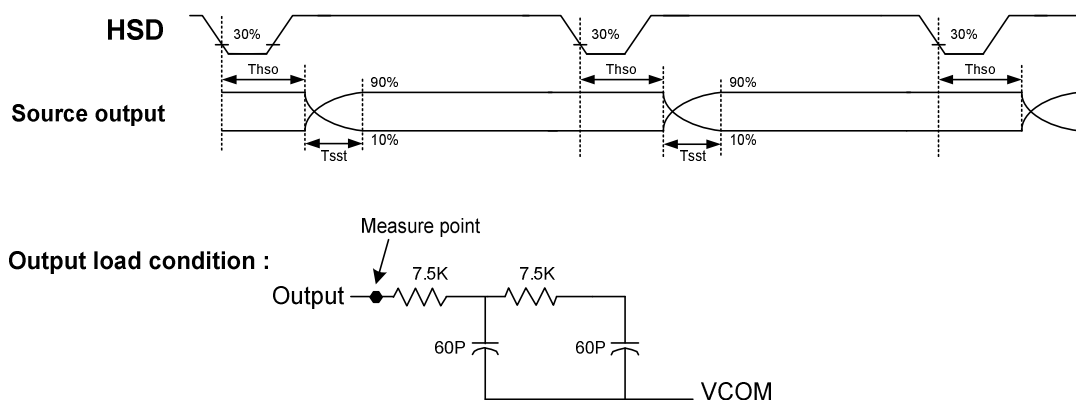 HSD
30%
30%
30%
Thso
Thso
Thso
Source output
90%
90%
10%
10%
Tsst
Tsst
Measure point
Output load condition :
7.5K
7.5K
Output
60P
60P
VCOM